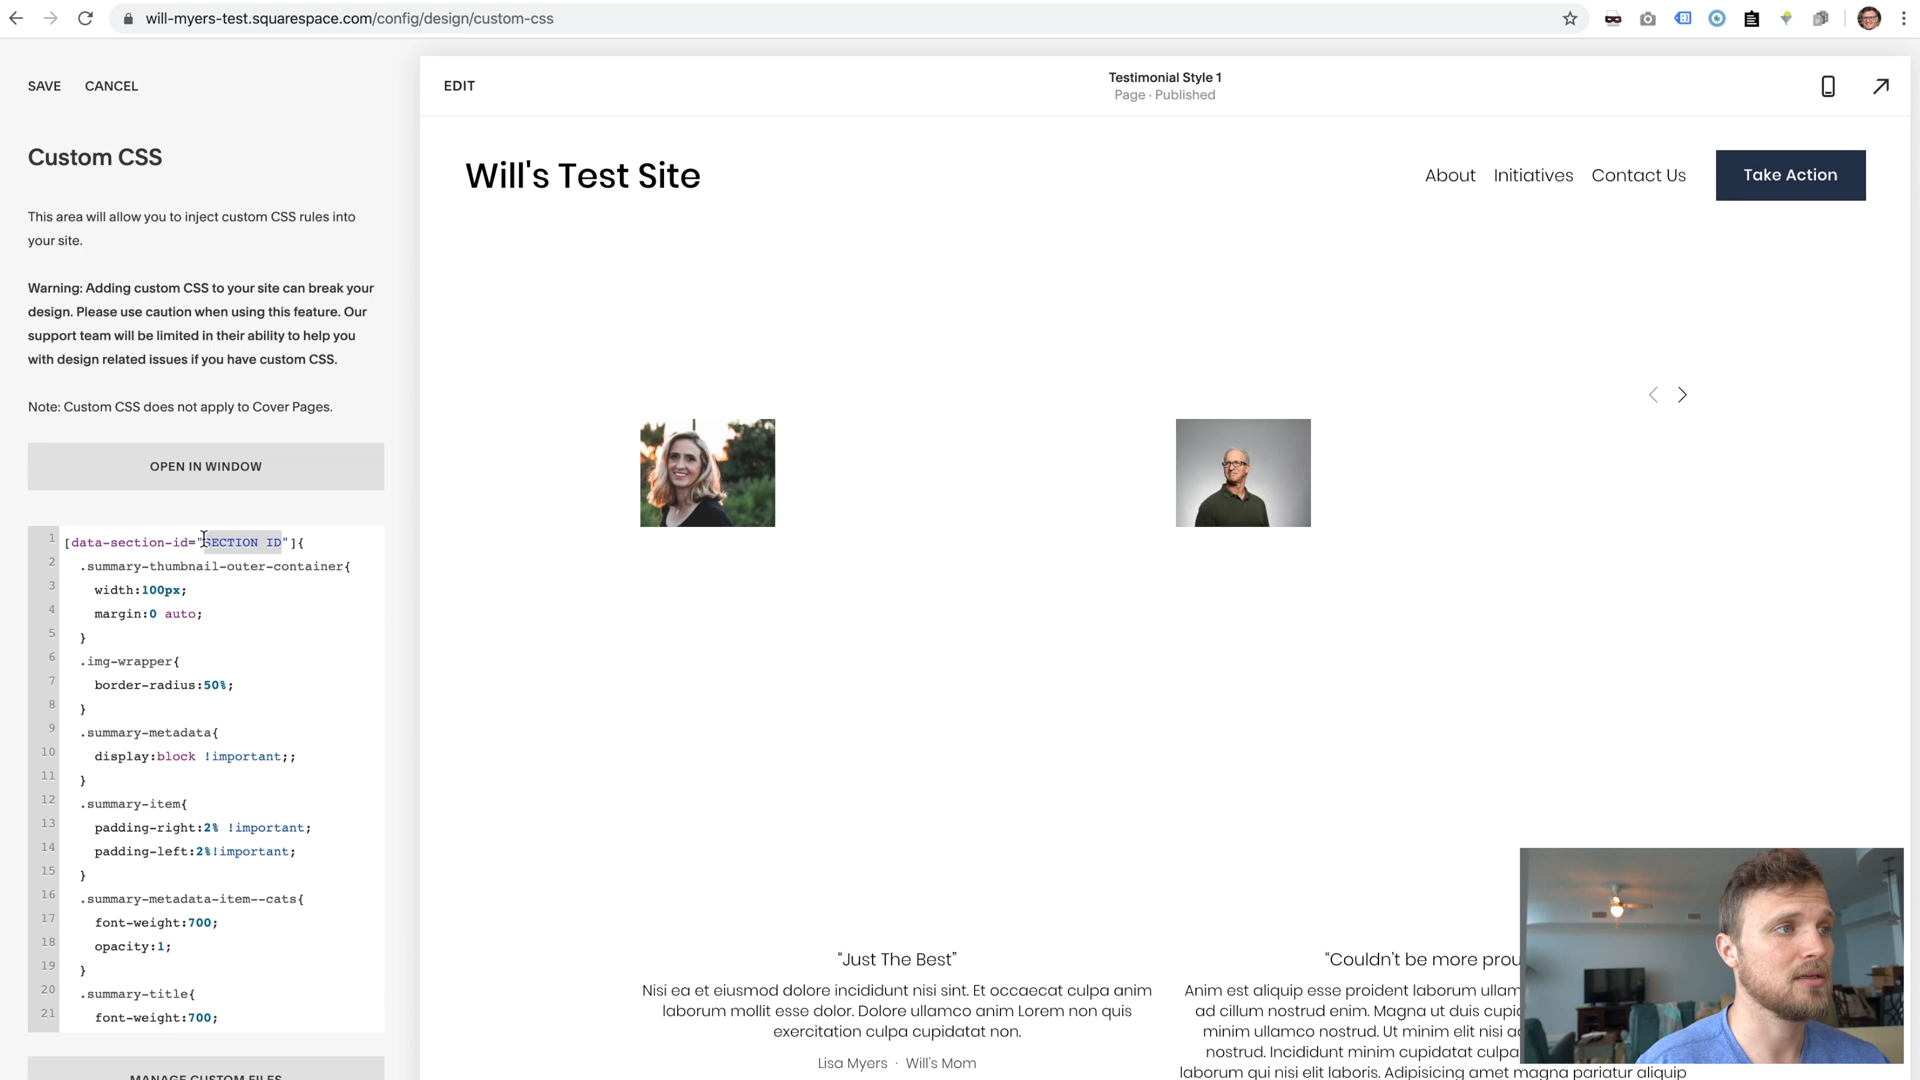 will-myers-test.squarespace.com/config/design/custom-css
SAVE CANCEL
Custom CSS
This area will allow you to inject custom CSS rules into
your site.
Warning: Adding custom CSS to your site can break your
design. Please use caution when using this feature. Our
support team will be limited in their ability to help you
with design related issues if you have custom CSS.
Note: Custom CSS does not apply to Cover Pages.
OPEN IN WINDOW
1 [data-section-id="SECTION ID"]{
2 .summary-thumbnail-outer-container{
3 width:100px;
4 margin:0 auto;
5 }
6 .img-wrapper{
7 border-radius:50%;
8 }
9 .summary-metadata{
10 display:block !important;;
11 }
12 .summary-item{
13 padding-right:2% !important;
14 padding-left:2%!important;
15 }
16 .summary-metadata-item--cats{
17 font-weight:700;
18 opacity:1;
19 }
20 .summary-title{
21 font-weight:700;
MANAGE CUSTOM FILES
EDIT
Testimonial Style 1
Page · Published
Will's Test Site
About Initiatives Contact Us Take Action
“Just The Best”
Nisi ea et eiusmod dolore incididunt nisi sint. Et occaecat culpa anim
laborum mollit esse dolor. Dolore ullamco anim Lorem non quis
exercitation culpa cupidatat non.
Lisa Myers · Will's Mom
“Couldn't be more prou
Anim est aliquip esse proident laborum ullam
ad cillum nostrud enim. Magna ut duis cupi
minim ullamco nostrud. Ut minim elit nisi a
nostrud. Incididunt minim cupidatat culpa
laborum qui nisi elit laboris. Adipisicing amet magna pariatur aliquip